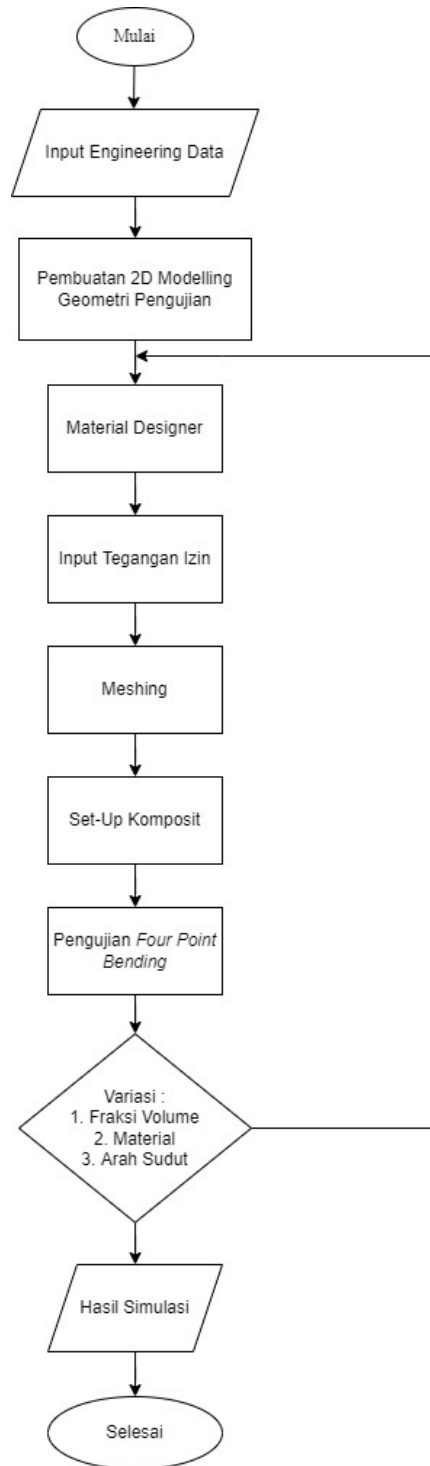 Mulai
Input Engineering Data
Pembuatan 2D Modelling
Geometri Pengujian
Material Designer
Input Tegangan Izin
Meshing
Set-Up Komposit
Pengujian Four Point
Bending
Variasi :
1. Fraksi Volume
2. Material
3. Arah Sudut
Hasil Simulasi
Selesai